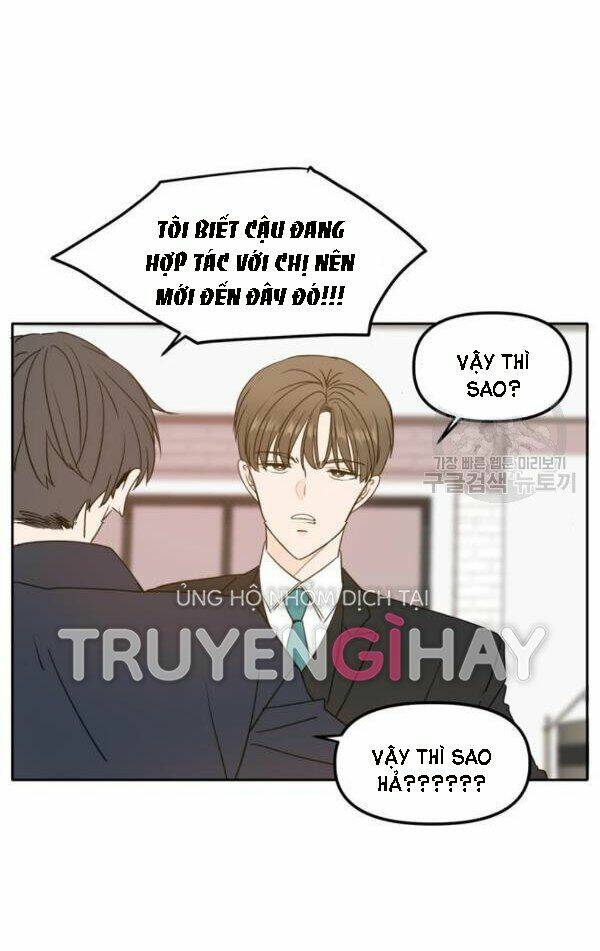 TÔI BIẾT CẬU ĐANG
HỢP TÁC VỚI CHỊ NÊN
MỚI ĐẾN ĐÂY ĐÓ!!!
VẬY THÌ
SAO?
가장 빠른 웹툰 미리보기
구글검색 뉴토끼
ỦNG HỘ NHÓM DỊCH TẠI
TRUYENGIHAY
VẬY THÌ SAO
HẢ??????